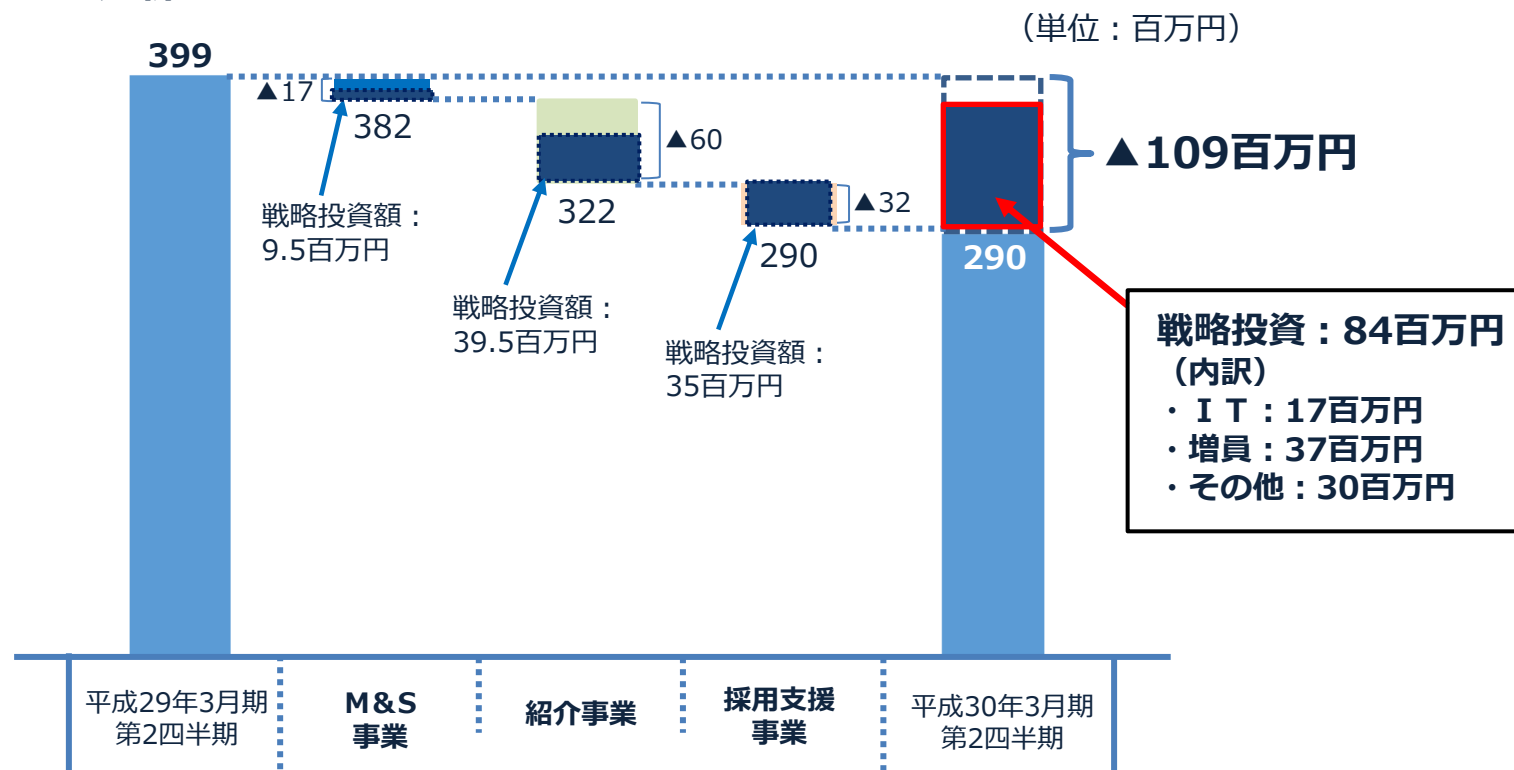 （単位：百万円）
399
▲17
382
戦略投資額：
9.5百万円
▲60
322
戦略投資額：
39.5百万円
▲32
290
戦略投資額：
35百万円
▲109百万円
290
戦略投資：84百万円
（内訳）
・ＩＴ：17百万円
・増員：37百万円
・その他：30百万円
平成29年3月期
第2四半期
M&S
事業
紹介事業
採用支援
事業
平成30年3月期
第2四半期